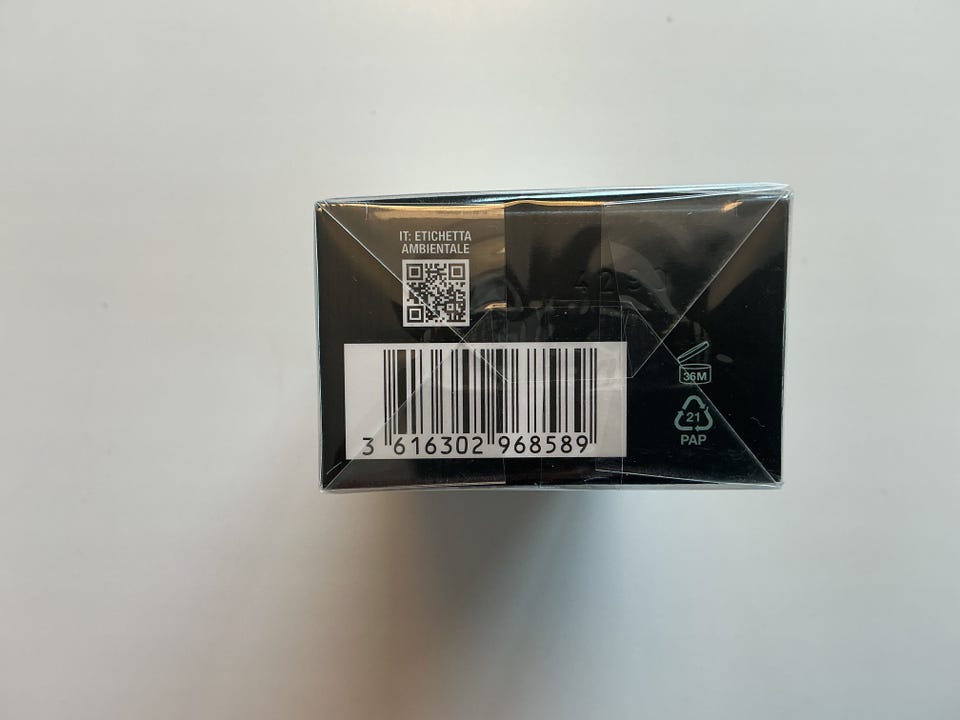 IT: ETICHETTA
AMBIENTALE
36M
21
PAP
3 616302 968589